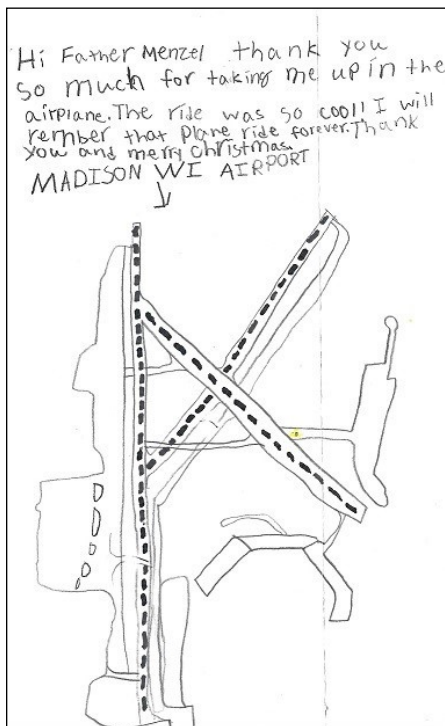 Hi Father Menzel thank you
so much for taking me up in the
airplane. The ride was so cool! I will
rember that plane ride forever. Thank
you and merry christmas.
MADISON WI AIRPORT